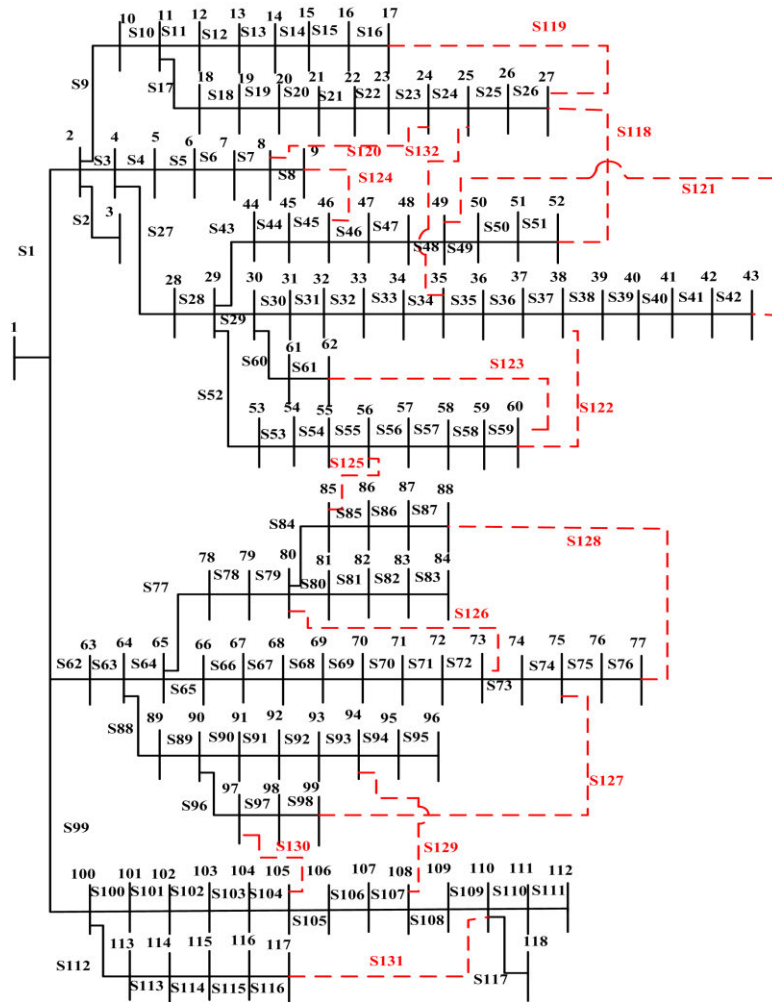 10 11 12 13 14 15 16 17
S10 S11 S12 S13 S14 S15 S16 S119
S9 S17
18 19 20 21 22 23 24 25 26 27
S18 S19 S20 S21 S22 S23 S24 S25 S26
S118
2 4 5 6 7 8 9
S120 S132
S3 S4 S5 S6 S7 S8 S124 S121
S2 3 S27
S1
44 45 46 47 48 49 50 51 52
S43 S44 S45 S46 S47 S48 S49 S50 S51
28 29 30 31 32 33 34 35 36 37 38 39 40 41 42 43
S28 S29 S30 S31 S32 S33 S34 S35 S36 S37 S38 S39 S40 S41 S42
1
61 62
S60 S61 S123
S52 S122
53 54 55 56 57 58 59 60
S53 S54 S55 S56 S57 S58 S59
S125
85 86 87 88
S84 S85 S86 S87 S128
78 79 80 81 82 83 84
S77 S78 S79 S80 S81 S82 S83
S126
63 64 65 66 67 68 69 70 71 72 73 74 75 76 77
S62 S63 S64 S65 S66 S67 S68 S69 S70 S71 S72 S73 S74 S75 S76
89 90 91 92 93 94 95 96
S88 S89 S90 S91 S92 S93 S94 S95
S127
97 98 99
S96 S97 S98
S99 S130 S129
100 101 102 103 104 105 106 107 108 109 110 111 112
S100 S101 S102 S103 S104 S105 S106 S107 S108 S109 S110 S111
113 114 115 116 117 118
S112 S113 S114 S115 S116 S131 S117